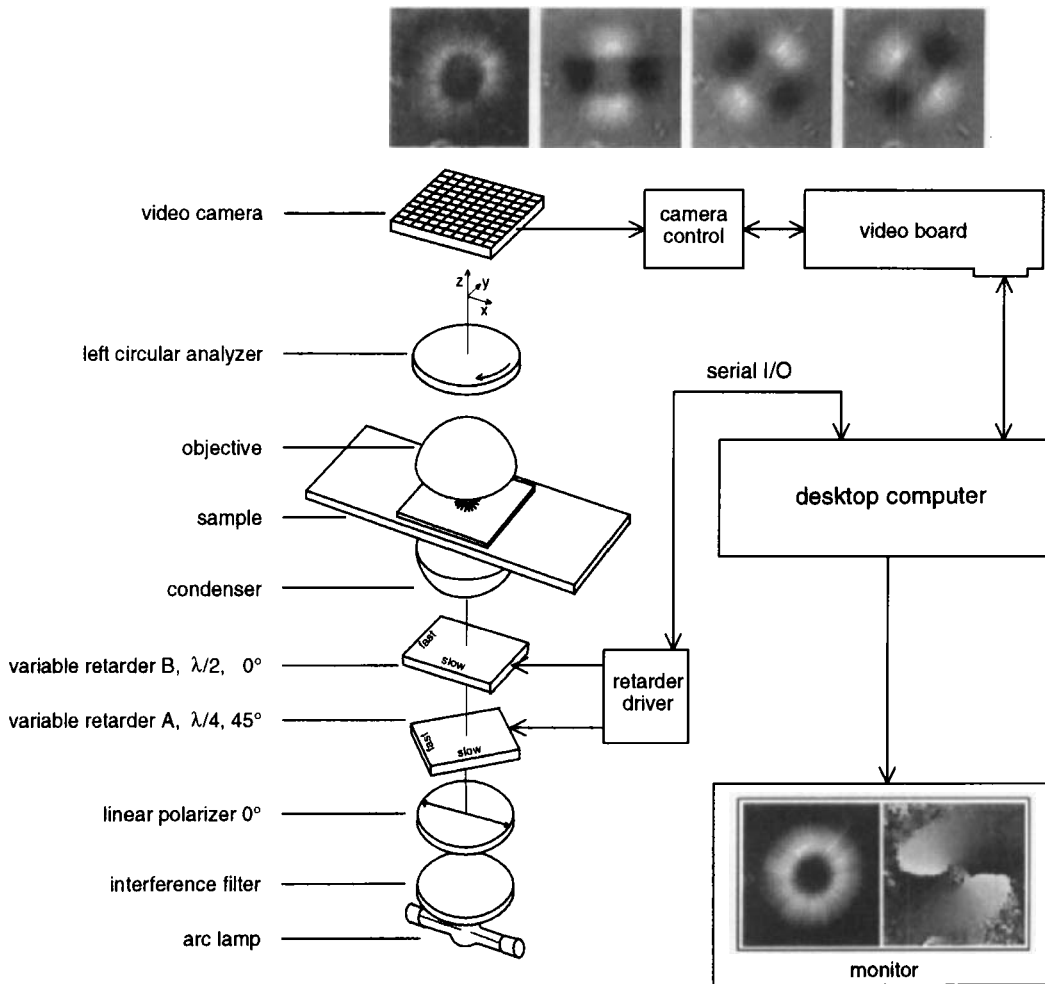 video camera
camera
control
video board
z
y
x
left circular analyzer
serial I/O
objective
desktop computer
sample
condenser
fast
slow
variable retarder B, λ/2, 0°
retarder
driver
variable retarder A, λ/4, 45°
fast
slow
linear polarizer 0°
interference filter
arc lamp
monitor